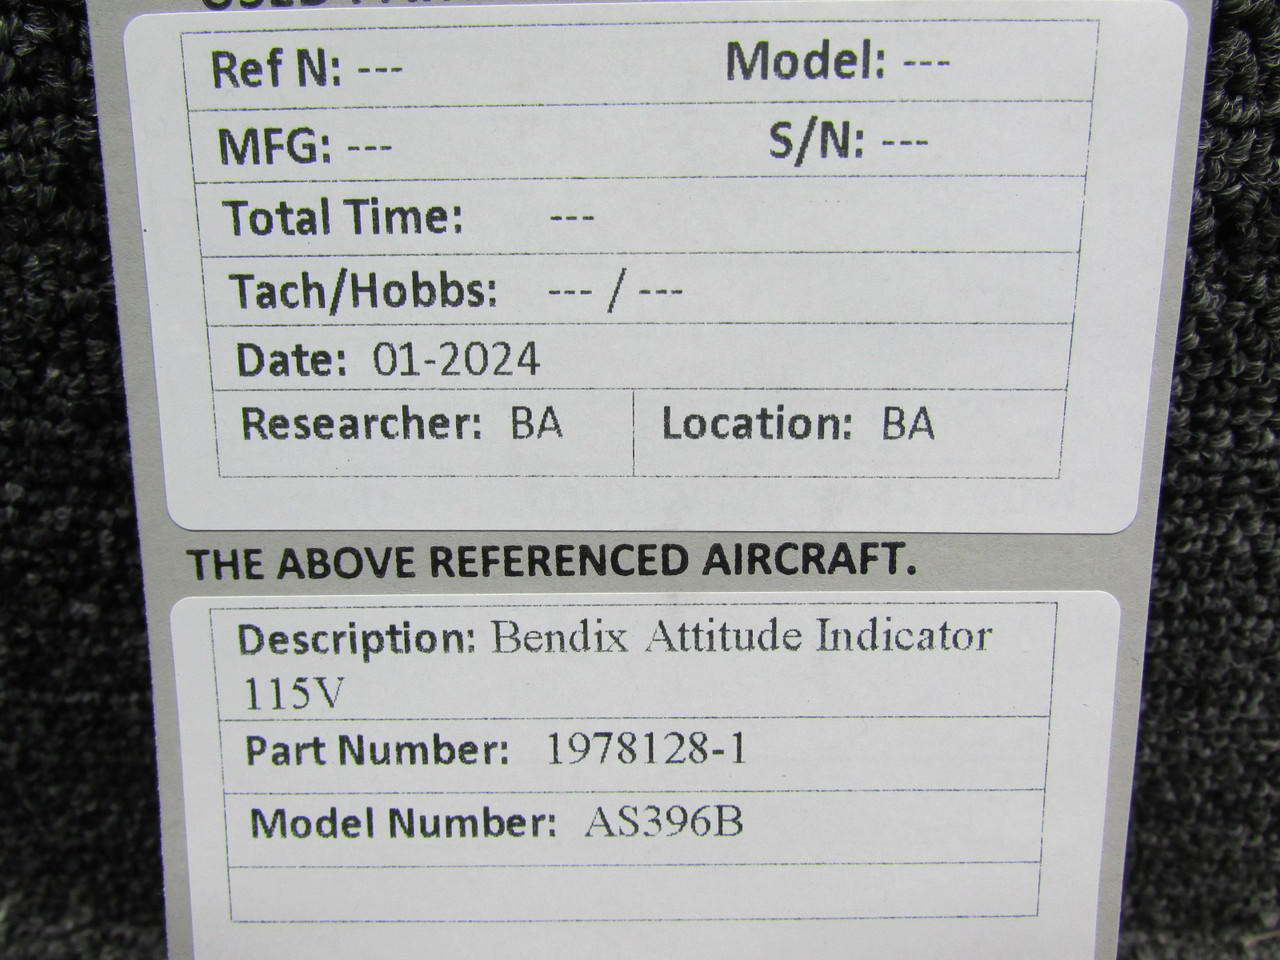 Ref N: --- Model: ---
MFG: --- S/N: ---
Total Time: ---
Tach/Hobbs: --- / ---
Date: 01-2024
Researcher: BA Location: BA
THE ABOVE REFERENCED AIRCRAFT.
Description: Bendix Attitude Indicator
115V
Part Number: 1978128-1
Model Number: AS396B